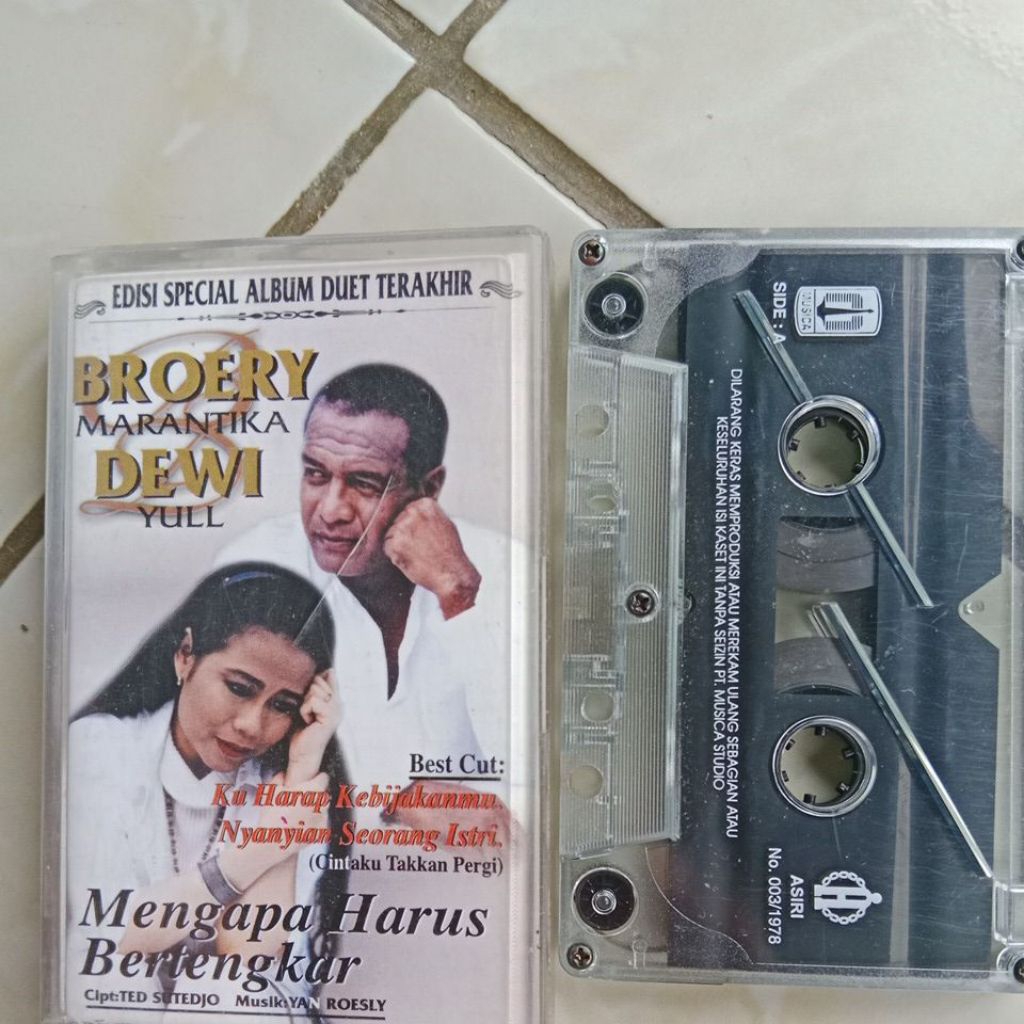 EDISI SPECIAL ALBUM DUET TERAKHIR
BROERY
MARANTIKA
DEWI
YULL
Best Cut:
Ku Harap Kebijakanmu,
Nyanyian Seorang Istri,
(Cintaku Takkan Pergi)
Mengapa Harus
Bertengkar
Cipt:TED SUTEDJO Musik:YAN ROESLY
SIDE : A
MUSICA
DILARANG KERAS MEMPRODUKSI ATAU MEREKAM ULANG SEBAGIAN ATAU
KESELURUHAN ISI KASET INI TANPA SEIZIN PT. MUSICA STUDIO
ASIRI
No. 003/1978